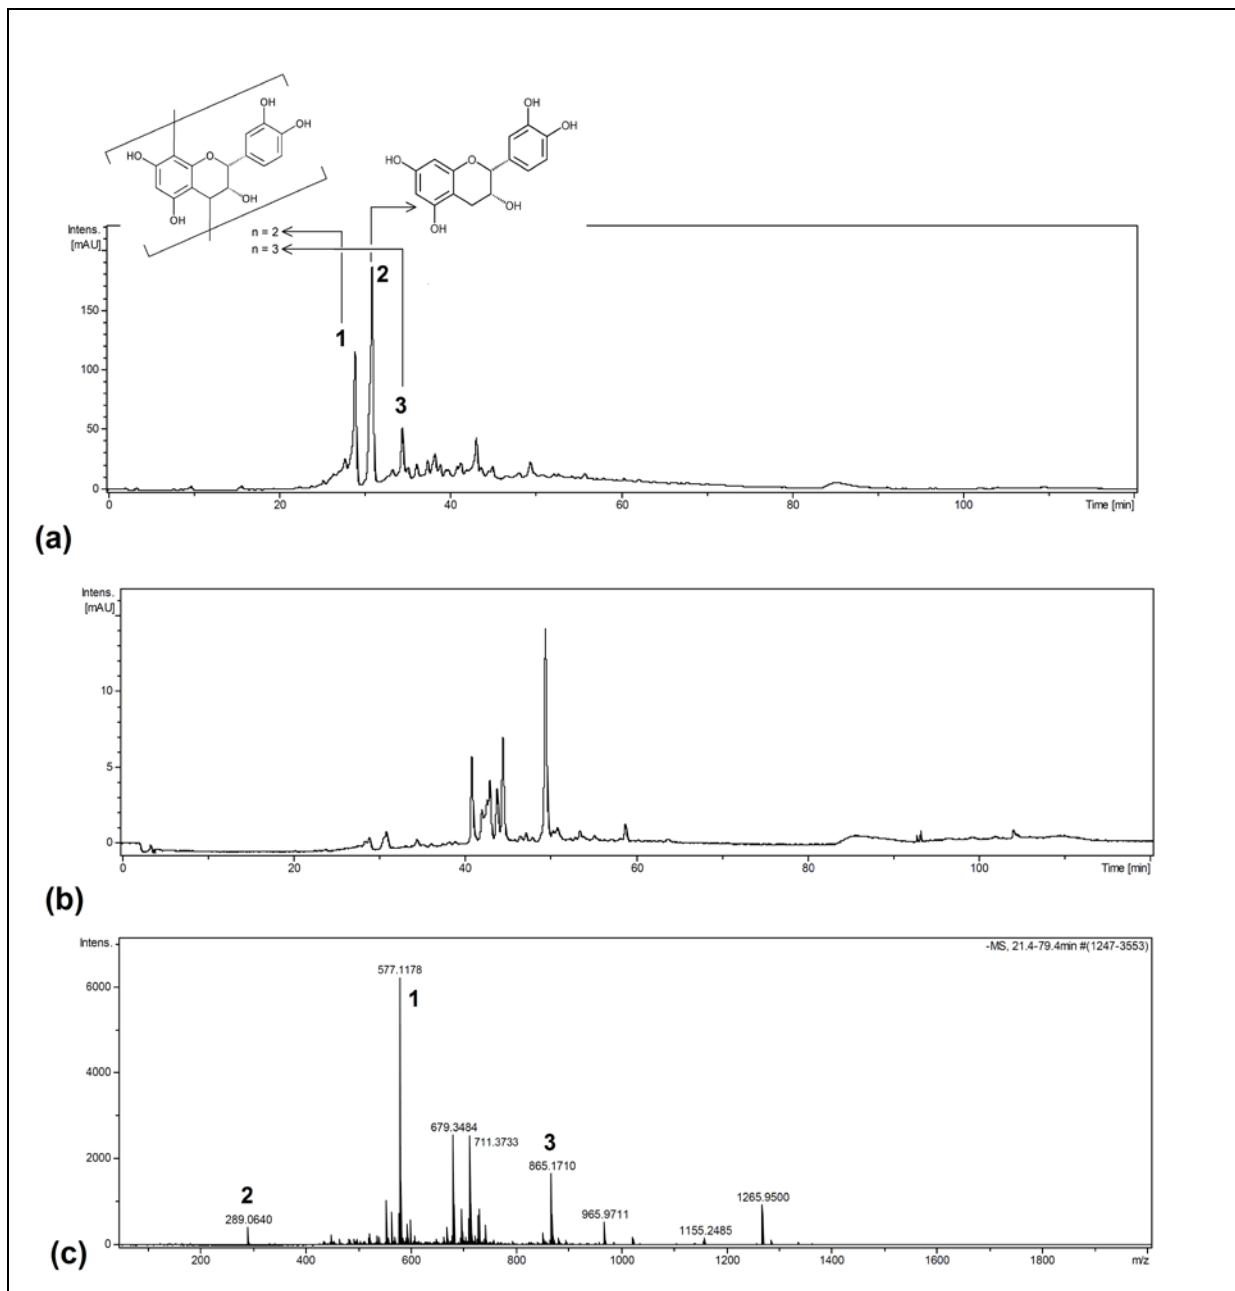 OH
OH
HO
O
OH
OH
OH
OH
HO
O
OH
OH
Intens.
[mAU]
n = 2
n = 3
2
150
1
100
3
50
0
0 20 40 60 80 100 Time [min]
(a)
Intens.
[mAU]
10
5
0
0 20 40 60 80 100 Time [min]
(b)
Intens.
-MS, 21.4-79.4min #(1247-3553)
577.1178
6000
1
4000
679.3484
711.3733
3
2000
865.1710
2
1265.9500
289.0640
965.9711
1155.2485
0
200 400 600 800 1000 1200 1400 1600 1800 m/z
(c)